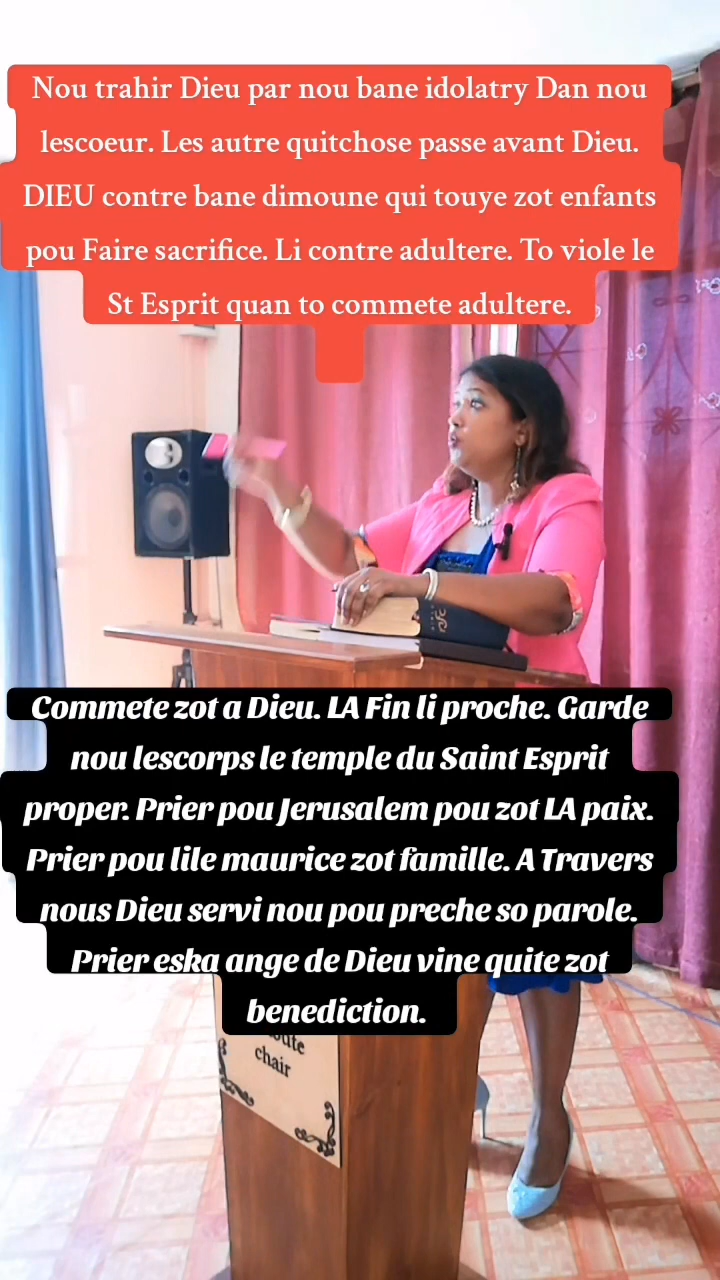 Nou trahir Dieu par nou bane idolatry Dan nou
lescoeur. Les autre quitchose passe avant Dieu.
DIEU contre bane dimoune qui touye zot enfants
pou Faire sacrifice. Li contre adultere. To viole le
St Esprit quan to commete adultere.
Commete zot a Dieu. LA Fin li proche. Garde
nou lescorps le temple du Saint Esprit
proper. Prier pou Jerusalem pou zot LA paix.
Prier pou lile maurice zot famille. A Travers
nous Dieu servi nou pou preche so parole.
Prier eska ange de Dieu vine quite zot
benediction.
chair